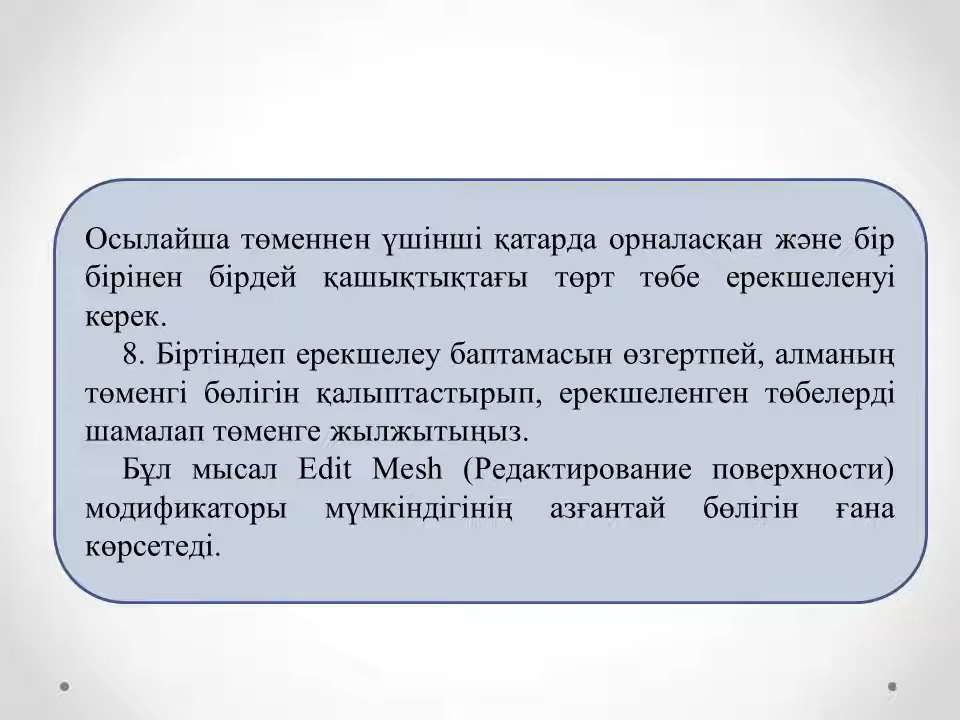 Осылайша төменнен үшінші қатарда орналасқан және бір
бірінен бірдей қашықтықтағы төрт төбе ерекшеленуі
керек.
8. Біртіндеп ерекшелеу баптамасын өзгертпей, алманың
төменгі бөлігін қалыптастырып, ерекшеленген төбелерді
шамалап төменге жылжытыңыз.
Бұл мысал Edit Mesh (Редактирование поверхности)
модификаторы мүмкіндігінің азғантай бөлігін ғана
көрсетеді.